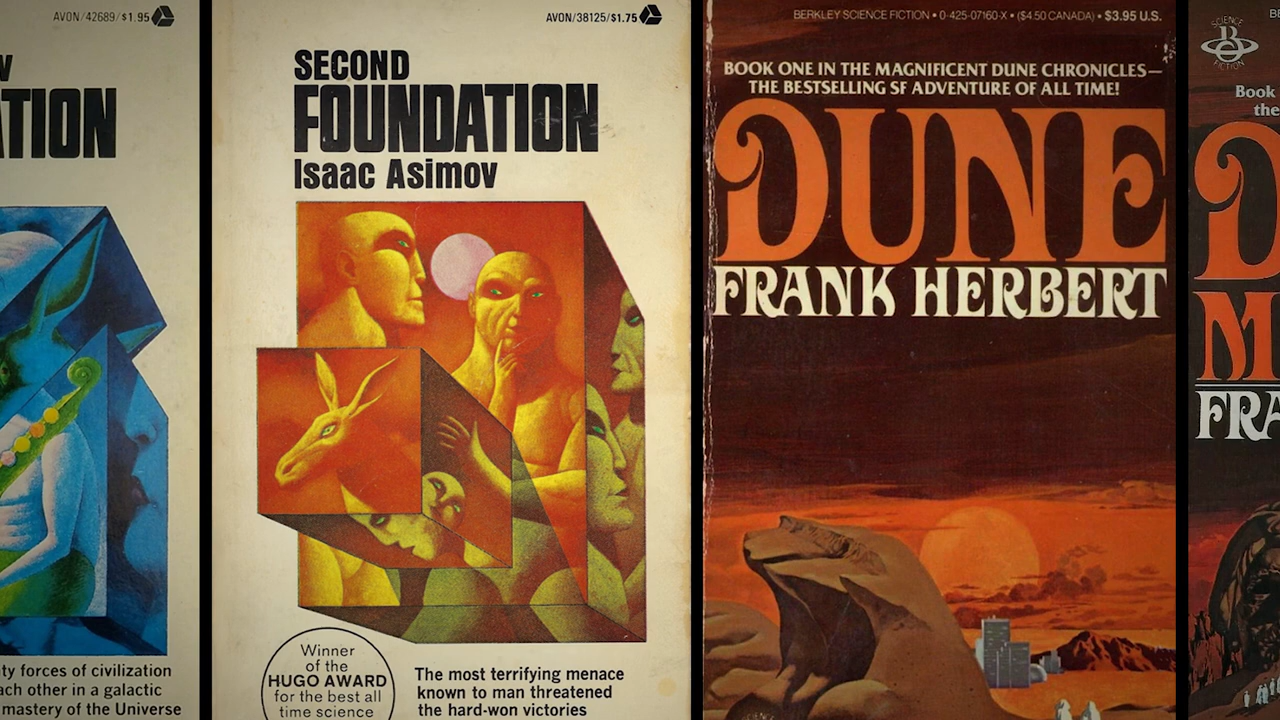 AVON/42689/$1.95
V
ATION
ty forces of civilization
ach other in a galactic
mastery of the Universe
AVON/38125/$1.75
SECOND
FOUNDATION
Isaac Asimov
Winner
of the
HUGO AWARD
for the best all
time science
The most terrifying menace
known to man threatened
the hard-won victories
BERKLEY SCIENCE FICTION • 0-425-07160-X • ($4.50 CANADA) • $3.95 U.S.
BOOK ONE IN THE MAGNIFICENT DUNE CHRONICLES—
THE BESTSELLING SF ADVENTURE OF ALL TIME!
DUNE
FRANK HERBERT
SCIENCE
B
FICTION
BE
Book
the
D
M
FRA